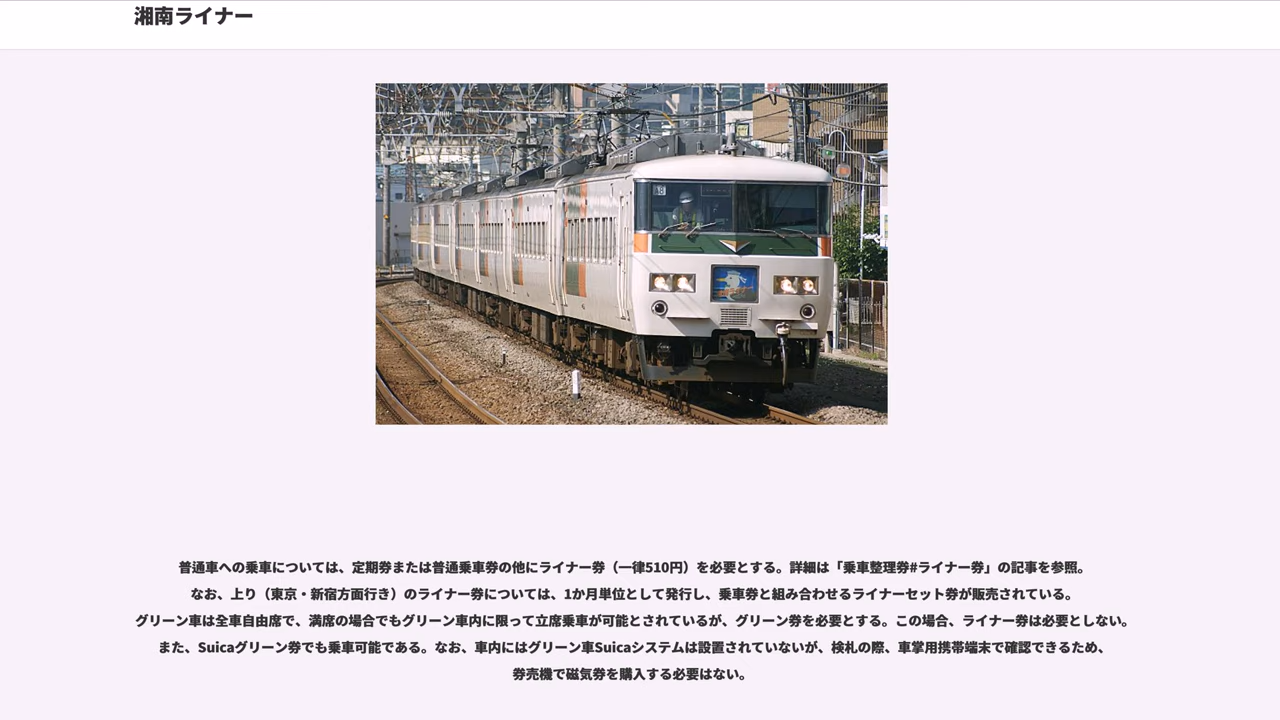 湘南ライナー
普通車への乗車については、定期券または普通乗車券の他にライナー券（一律510円）を必要とする。詳細は「乗車整理券#ライナー券」の記事を参照。
なお、上り（東京・新宿方面行き）のライナー券については、1か月単位として発行し、乗車券と組み合わせるライナーセット券が販売されている。
グリーン車は全車自由席で、満席の場合でもグリーン車内に限って立席乗車が可能とされているが、グリーン券を必要とする。この場合、ライナー券は必要としない。
また、Suicaグリーン券でも乗車可能である。なお、車内にはグリーン車Suicaシステムは設置されていないが、検札の際、車掌用携帯端末で確認できるため、
券売機で磁気券を購入する必要はない。